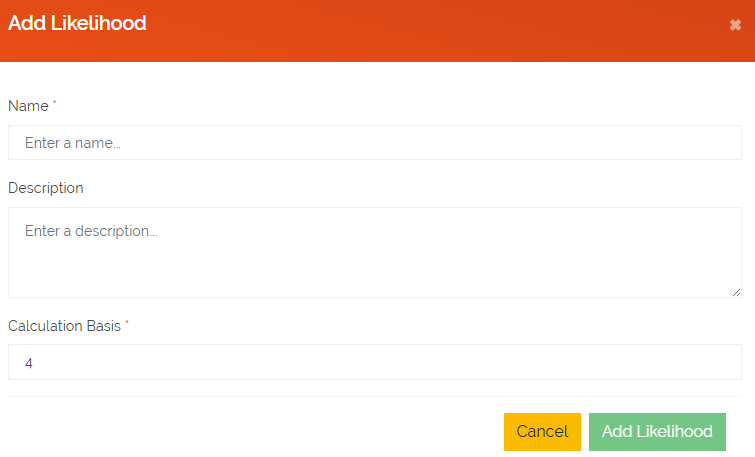 Add Likelihood
Name *
Enter a name...
Description
Enter a description...
Calculation Basis *
4
Cancel
Add Likelihood